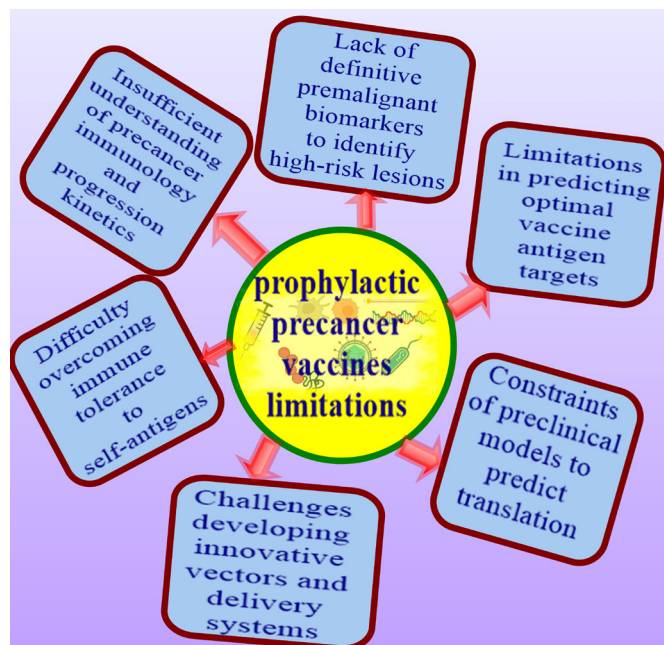 prophylactic
precancer
vaccines
limitations
Lack of
definitive
premalignant
biomarkers
to identify
high-risk lesions
Limitations
in predicting
optimal
vaccine
antigen
targets
Constraints
of preclinical
models to
predict
translation
Challenges
developing
innovative
vectors and
delivery
systems
Difficulty
overcoming
immune
tolerance
to
self-antigens
Insufficient
understanding
of precancer
immunology
and
progression
kinetics